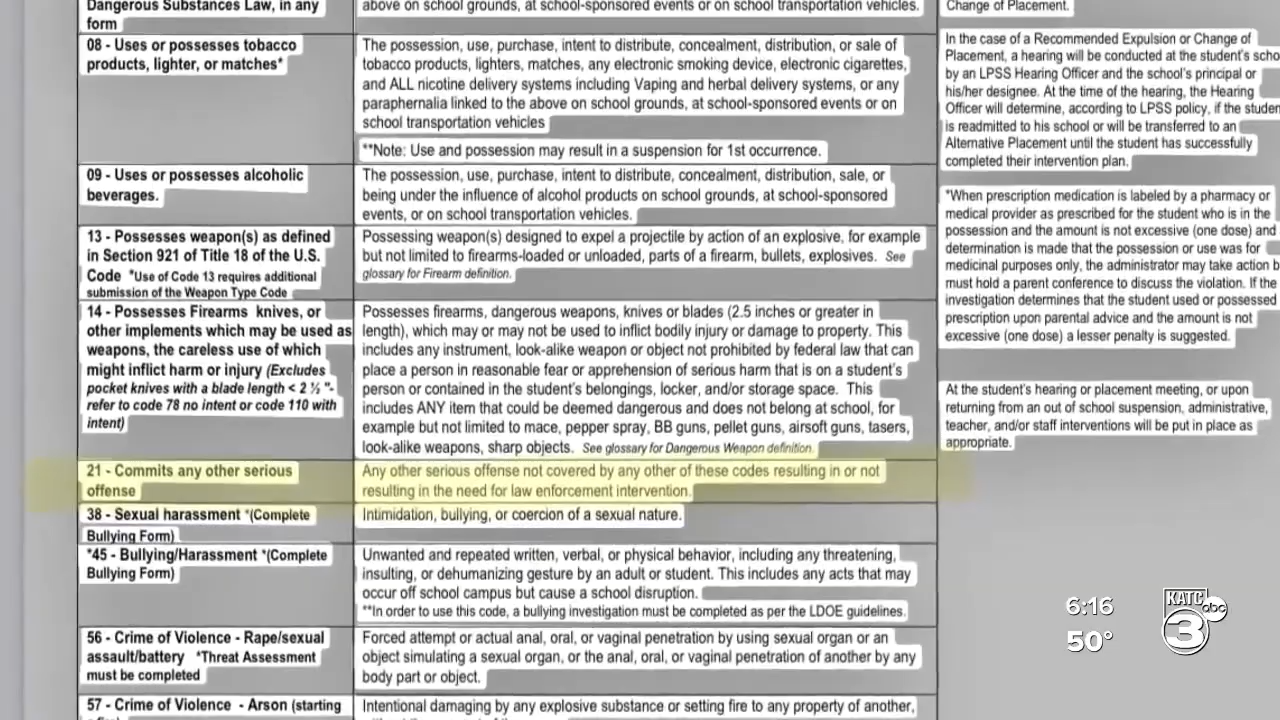 Dangerous Substances Law, in any
form
above on school grounds, at school-sponsored events or on school transportation vehicles.
08 - Uses or possesses tobacco
products, lighter, or matches*
The possession, use, purchase, intent to distribute, concealment, distribution, or sale of
tobacco products, lighters, matches, any electronic smoking device, electronic cigarettes,
and ALL nicotine delivery systems including Vaping and herbal delivery systems, or any
paraphernalia linked to the above on school grounds, at school-sponsored events or on
school transportation vehicles
**Note: Use and possession may result in a suspension for 1st occurrence.
09 - Uses or possesses alcoholic
beverages.
The possession, use, purchase, intent to distribute, concealment, distribution, sale, or
being under the influence of alcohol products on school grounds, at school-sponsored
events, or on school transportation vehicles.
13 - Possesses weapon(s) as defined
in Section 921 of Title 18 of the U.S.
Code *Use of Code 13 requires additional
submission of the Weapon Type Code
Possessing weapon(s) designed to expel a projectile by action of an explosive, for example
but not limited to firearms-loaded or unloaded, parts of a firearm, bullets, explosives. See
glossary for Firearm definition.
14 - Possesses Firearms knives, or
other implements which may be used as
weapons, the careless use of which
might inflict harm or injury (Excludes
pocket knives with a blade length < 2 ½ "-
refer to code 78 no intent or code 110 with
intent)
Possesses firearms, dangerous weapons, knives or blades (2.5 inches or greater in
length), which may or may not be used to inflict bodily injury or damage to property. This
includes any instrument, look-alike weapon or object not prohibited by federal law that can
place a person in reasonable fear or apprehension of serious harm that is on a student's
person or contained in the student's belongings, locker, and/or storage space. This
includes ANY item that could be deemed dangerous and does not belong at school, for
example but not limited to mace, pepper spray, BB guns, pellet guns, airsoft guns, tasers,
look-alike weapons, sharp objects. See glossary for Dangerous Weapon definition.
21 - Commits any other serious
offense
Any other serious offense not covered by any other of these codes resulting in or not
resulting in the need for law enforcement intervention.
38 - Sexual harassment *(Complete
Bullying Form)
Intimidation, bullying, or coercion of a sexual nature.
*45 - Bullying/Harassment *(Complete
Bullying Form)
Unwanted and repeated written, verbal, or physical behavior, including any threatening,
insulting, or dehumanizing gesture by an adult or student. This includes any acts that may
occur off school campus but cause a school disruption.
**In order to use this code, a bullying investigation must be completed as per the LDOE guidelines.
56 - Crime of Violence - Rape/sexual
assault/battery *Threat Assessment
must be completed
Forced attempt or actual anal, oral, or vaginal penetration by using sexual organ or an
object simulating a sexual organ, or the anal, oral, or vaginal penetration of another by any
body part or object.
57 - Crime of Violence - Arson (starting
Intentional damaging by any explosive substance or setting fire to any property of another,
Change of Placement.
In the case of a Recommended Expulsion or Change of
Placement, a hearing will be conducted at the student's scho
by an LPSS Hearing Officer and the school's principal or
his/her designee. At the time of the hearing, the Hearing
Officer will determine, according to LPSS policy, if the studen
is readmitted to his school or will be transferred to an
Alternative Placement until the student has successfully
completed their intervention plan.
*When prescription medication is labeled by a pharmacy or
medical provider as prescribed for the student who is in the
possession and the amount is not excessive (one dose) and
determination is made that the possession or use was for
medicinal purposes only, the administrator may take action b
must hold a parent conference to discuss the violation. If the
investigation determines that the student used or possessed
prescription upon parental advice and the amount is not
excessive (one dose) a lesser penalty is suggested.
At the student's hearing or placement meeting, or upon
returning from an out of school suspension, administrative,
teacher, and/or staff interventions will be put in place as
appropriate.
6:16
50°
KATC
abc
3